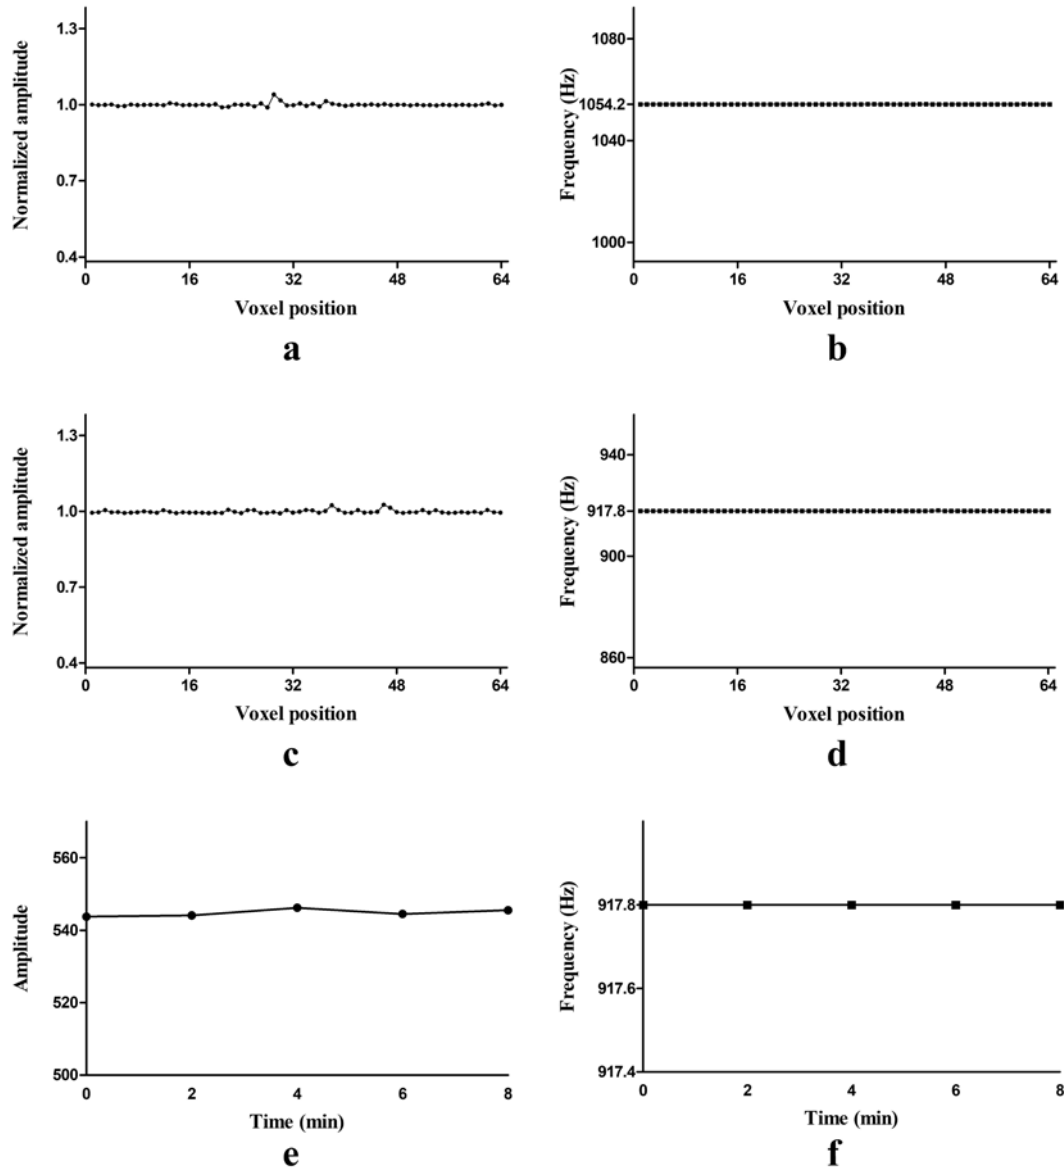 Normalized amplitude
1.3
1.0
0.7
0.4
0 16 32 48 64
Voxel position
a
Frequency (Hz)
1080
1054.2
1040
1000
0 16 32 48 64
Voxel position
b
Normalized amplitude
1.3
1.0
0.7
0.4
0 16 32 48 64
Voxel position
c
Frequency (Hz)
940
917.8
900
860
0 16 32 48 64
Voxel position
d
Amplitude
560
540
520
500
0 2 4 6 8
Time (min)
e
Frequency (Hz)
917.8
917.6
917.4
0 2 4 6 8
Time (min)
f